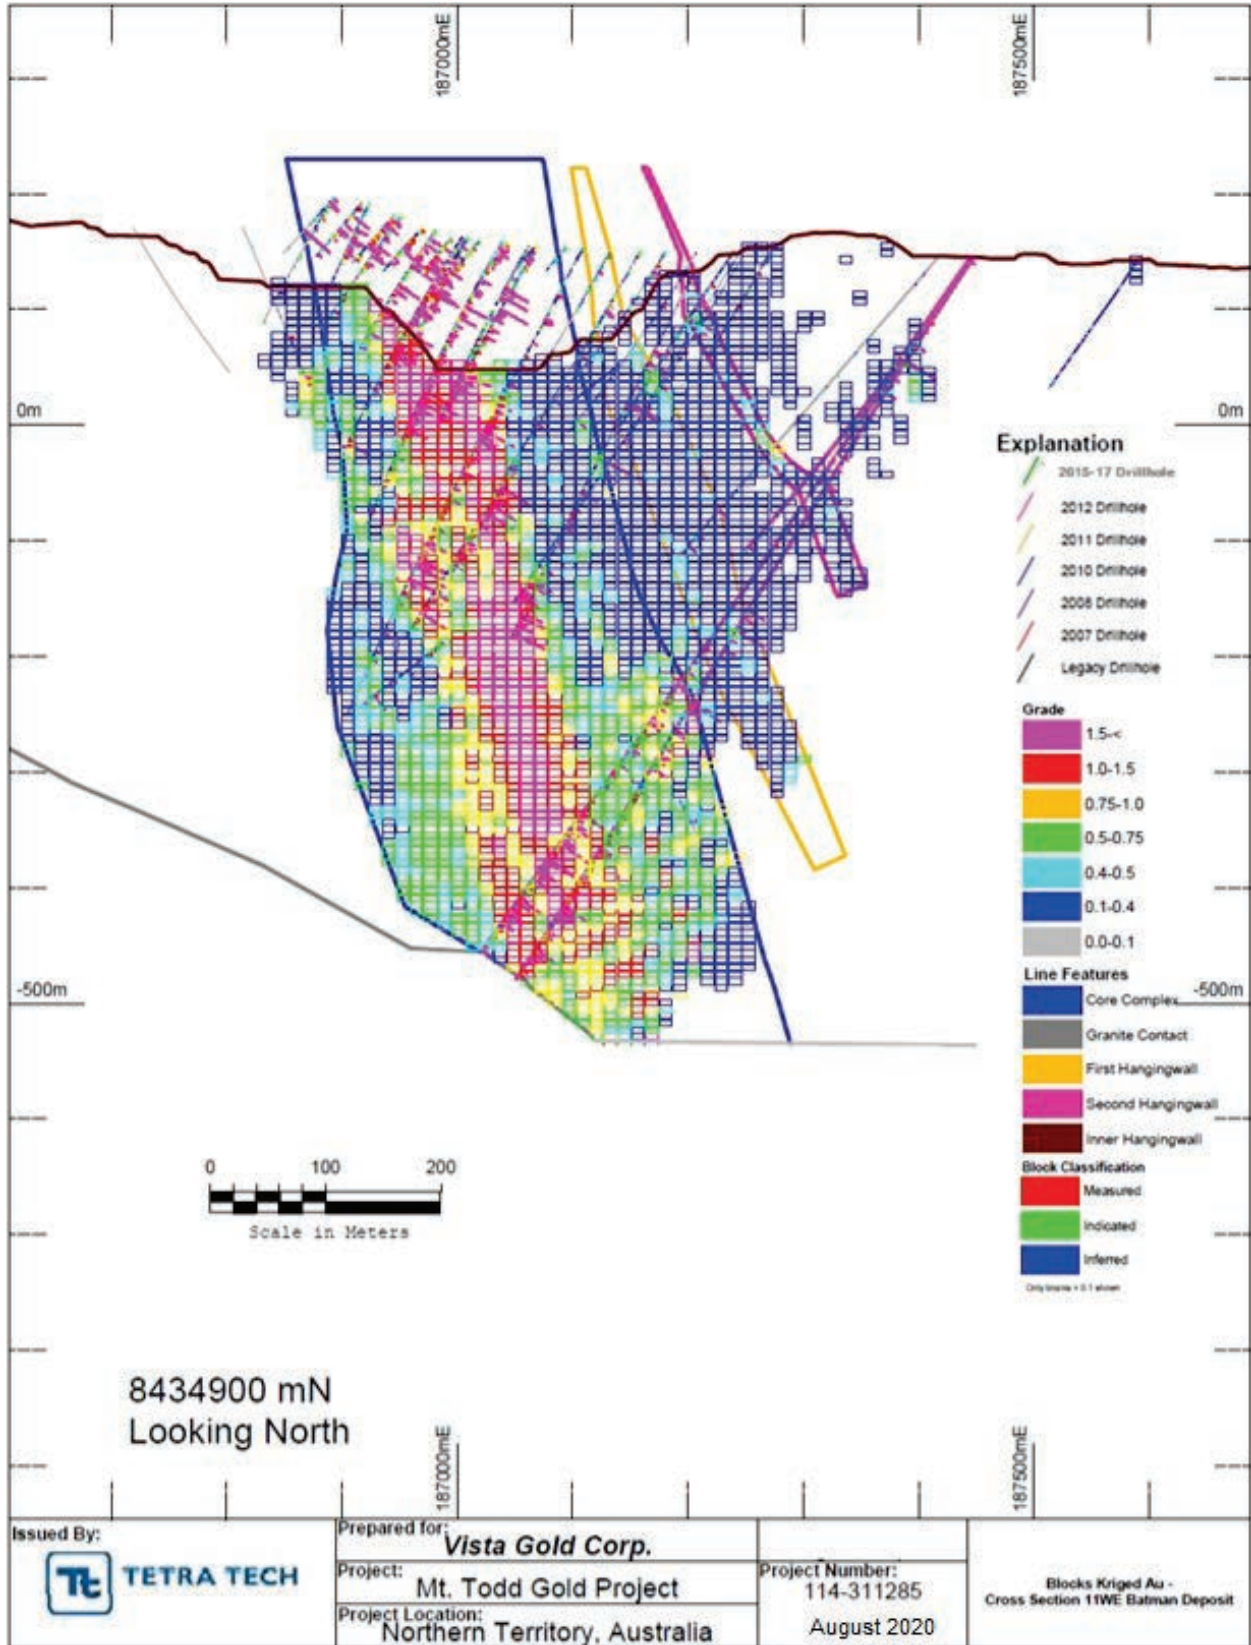 187000mE
187500mE
0m
0m
Explanation
2015-17 Drillhole
2012 Drillhole
2011 Drillhole
2010 Drillhole
2008 Drillhole
2007 Drillhole
Legacy Drillhole
Grade
1.5-<
1.0-1.5
0.75-1.0
0.5-0.75
0.4-0.5
0.1-0.4
0.0-0.1
Line Features
-500m
Core Complex
-500m
Granite Contact
First Hangingwall
Second Hangingwall
Inner Hangingwall
Block Classification
Measured
Indicated
Inferred
0 100 200
Scale in Meters
8434900 mN
Looking North
187000mE
187500mE
Issued By:
Tt TETRA TECH
Prepared for:
Vista Gold Corp.
Project:
Mt. Todd Gold Project
Project Location:
Northern Territory, Australia
Project Number:
114-311285
August 2020
Blocks Kriged Au -
Cross Section 11WE Batman Deposit